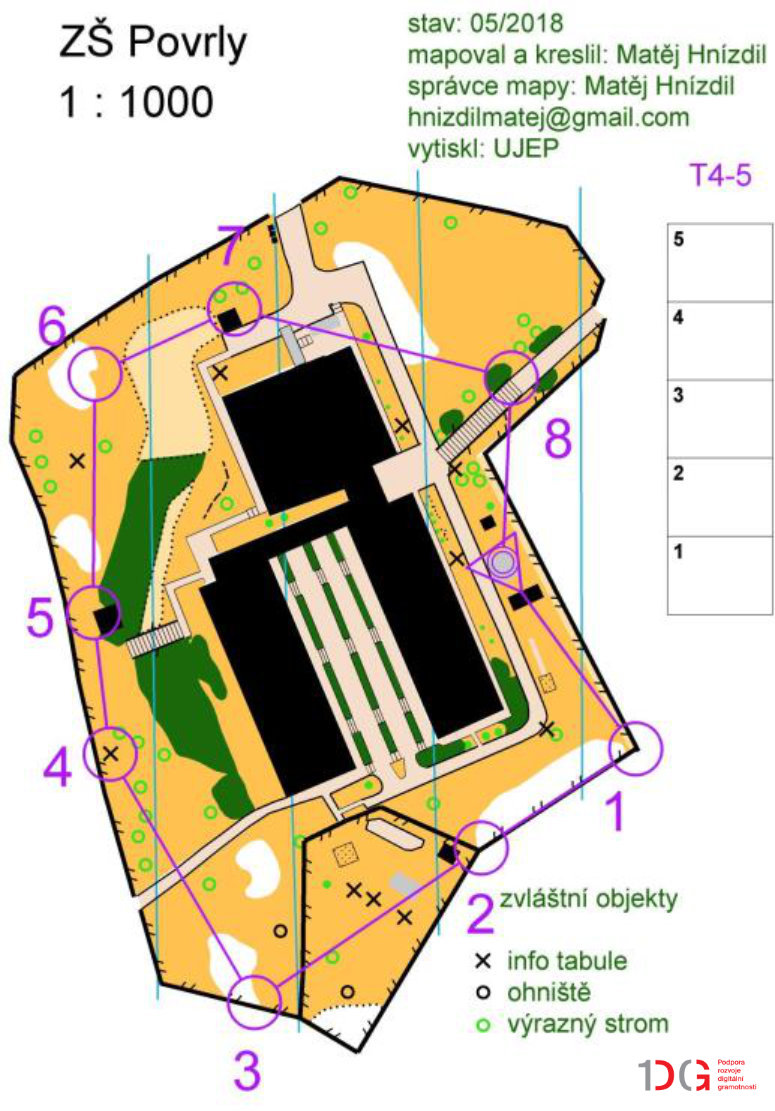 ZŠ Povrly
1 : 1000
stav: 05/2018
mapoval a kreslil: Matěj Hnízdil
správce mapy: Matěj Hnízdil
hnizdilmatej@gmail.com
vytiskl: UJEP
T4-5
5
4
3
2
1
7
6
8
5
4
1
2
3
zvláštní objekty
info tabule
ohniště
výrazný strom
1DG
Podpora
rozvoje
digitální
gramotnosti